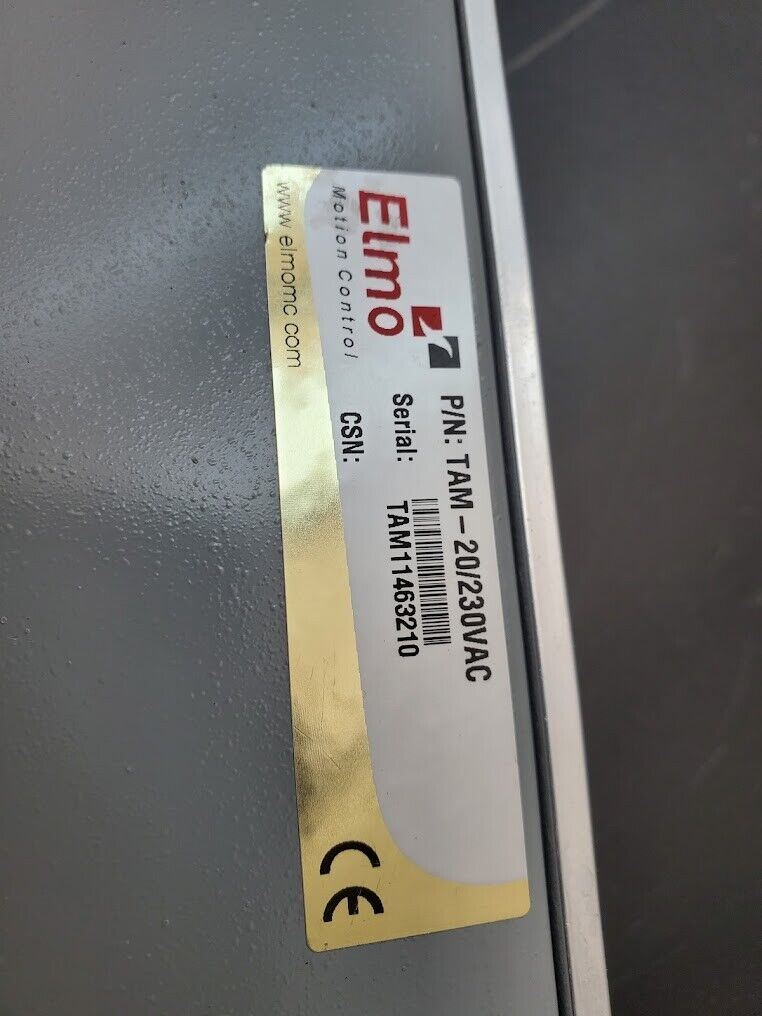 Elmo
Motion Control
www.elmomc.com
P/N: TAM-20/230VAC
Serial:
TAM11463210
CSN:
CE